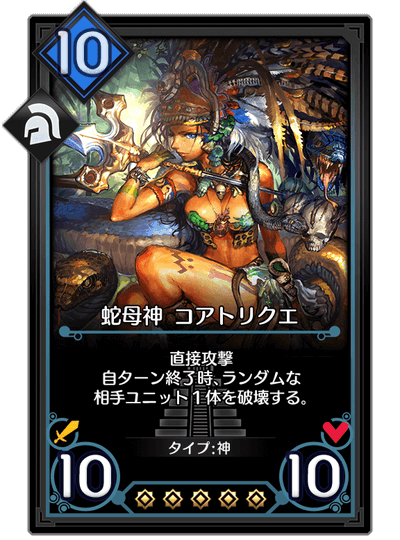 10
蛇母神 コアトリクエ
直接攻撃
自ターン終了時、ランダムな
相手ユニット1体を破壊する。
タイプ:神
10
10